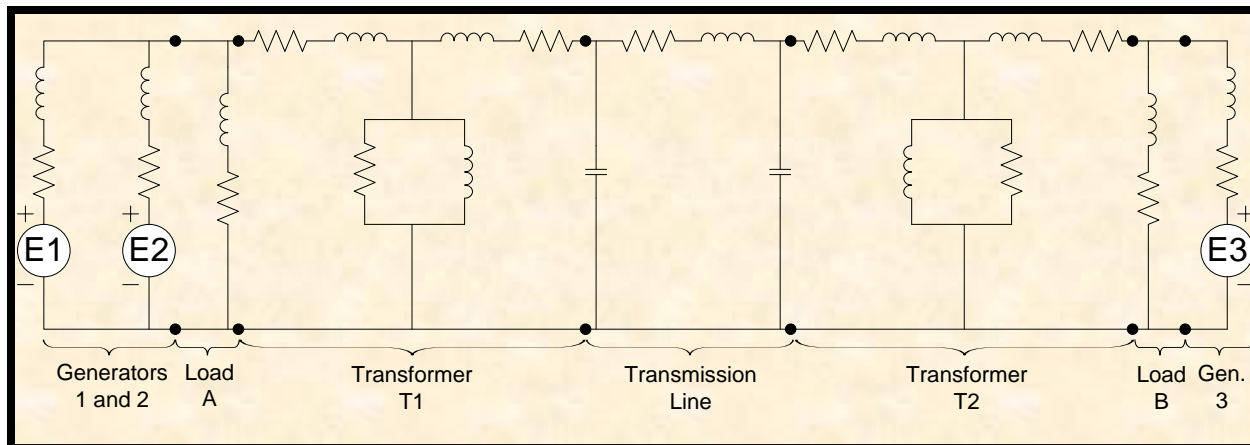 +
E1
−
+
E2
−
+
E3
−
Generators
1 and 2
Load
A
Transformer
T1
Transmission
Line
Transformer
T2
Load
B
Gen.
3